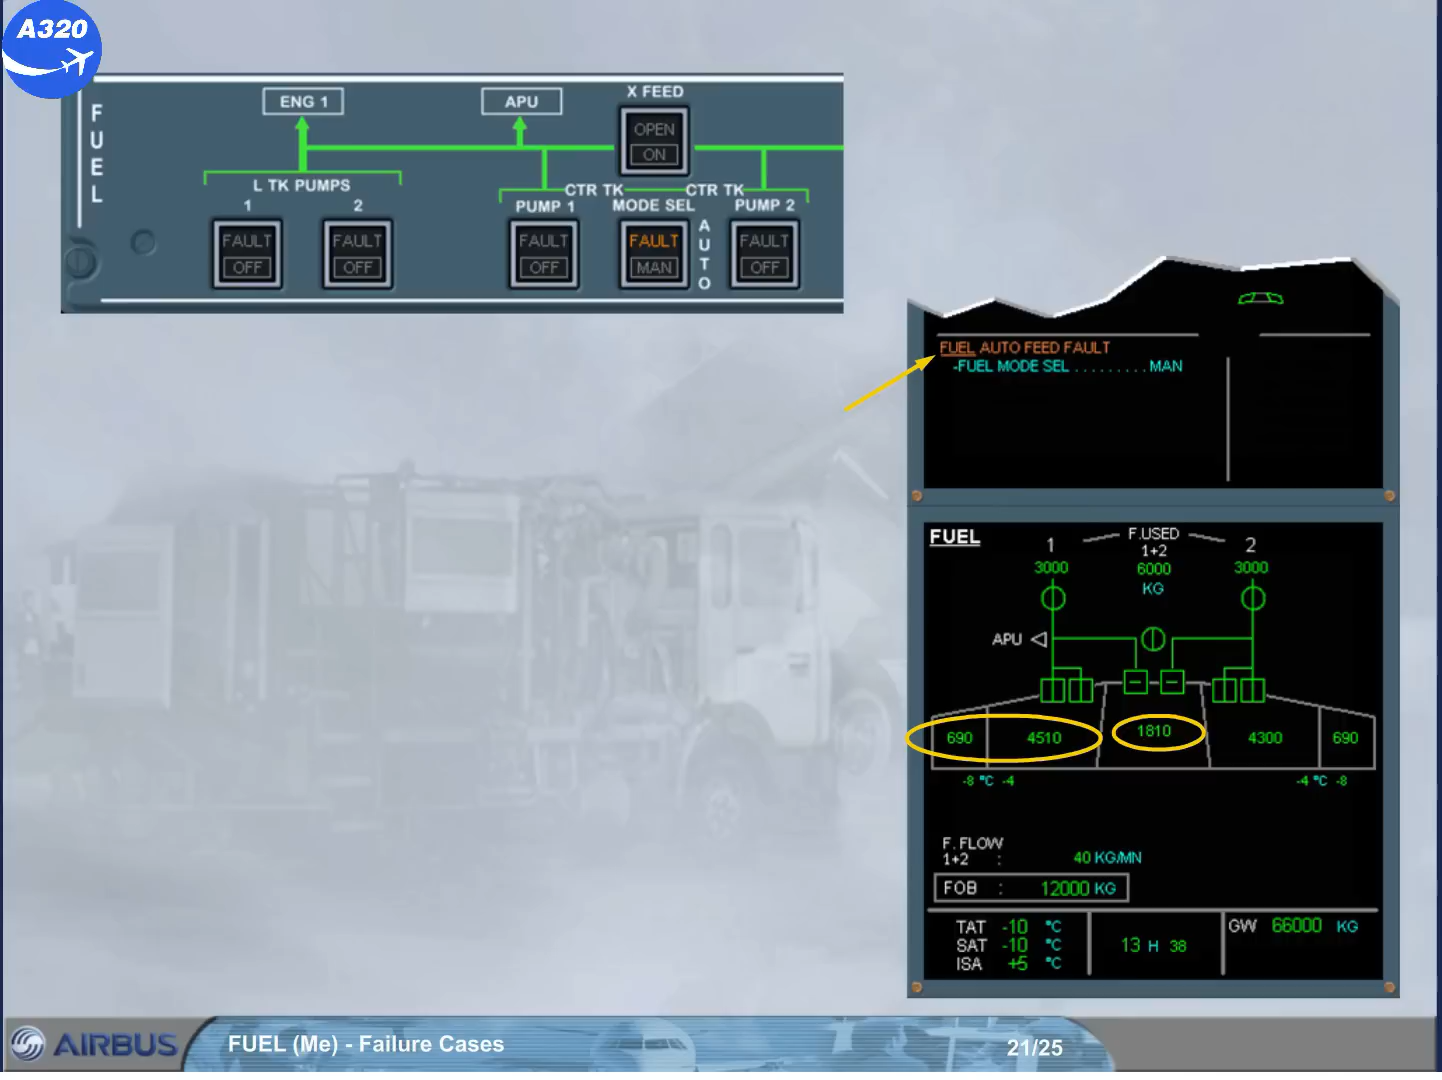 A320
FUEL
ENG 1
APU
X FEED
OPEN
ON
L TK PUMPS
1 2
CTR TK CTR TK
PUMP 1 MODE SEL PUMP 2
AUTO
FAULT FAULT FAULT FAULT FAULT
OFF OFF OFF MAN OFF
FUEL AUTO FEED FAULT
-FUEL MODE SEL . . . . . . . . . MAN
FUEL
1 F.USED 2
1+2
3000 6000 3000
KG
APU
690 4510 1810 4300 690
-8 °C -4 -4 °C -8
F.FLOW
1+2 : 40 KG/MN
FOB : 12000 KG
TAT -10 °C GW 66000 KG
SAT -10 °C 13 H 38
ISA +5 °C
AIRBUS
FUEL (Me) - Failure Cases
21/25